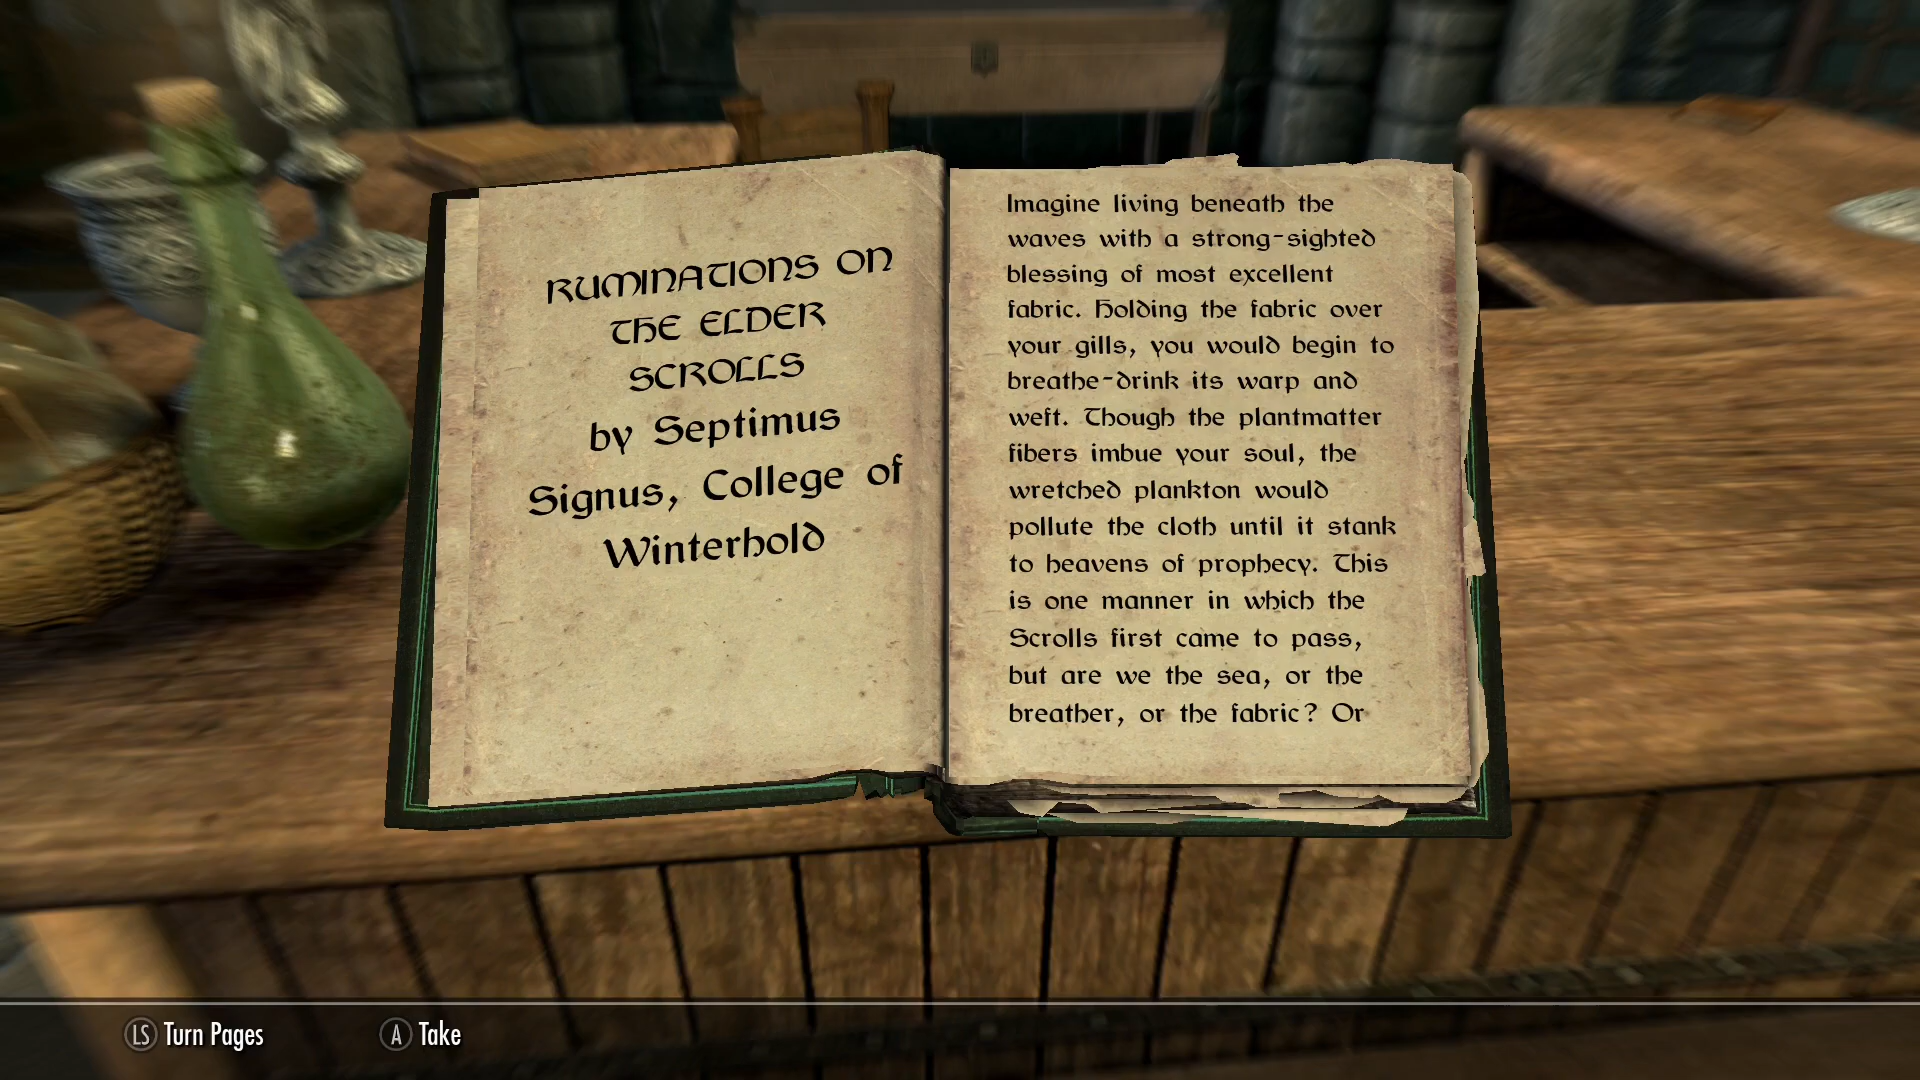 RUMINATIONS ON
THE ELDER
SCROLLS
by Septimus
Signus, College of
Winterhold
Imagine living beneath the
waves with a strong-sighted
blessing of most excellent
fabric. Holding the fabric over
your gills, you would begin to
breathe-drink its warp and
weft. Though the plantmatter
fibers imbue your soul, the
wretched plankton would
pollute the cloth until it stank
to heavens of prophecy. This
is one manner in which the
Scrolls first came to pass,
but are we the sea, or the
breather, or the fabric? Or
LS Turn Pages
A Take